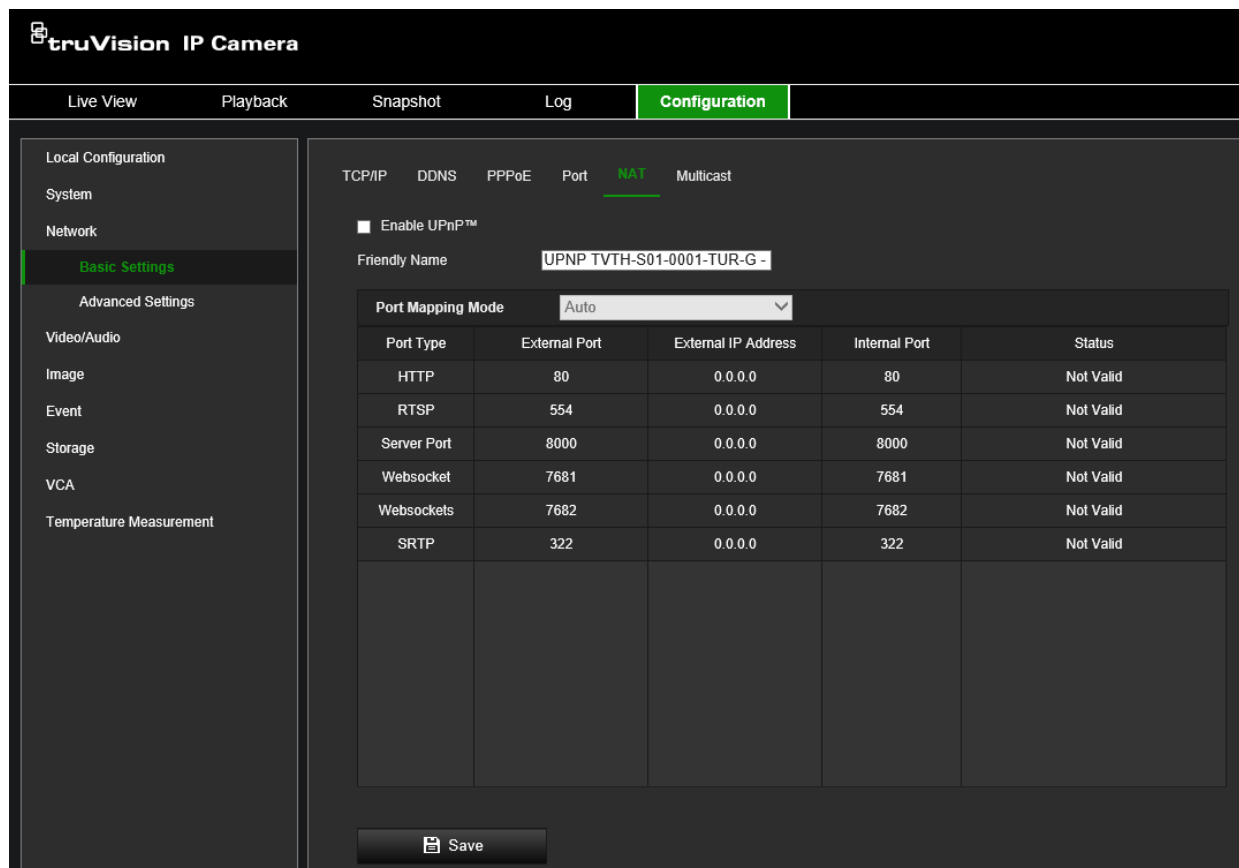 truVision IP Camera
Live View Playback Snapshot Log Configuration
Local Configuration
System
Network
Basic Settings
Advanced Settings
Video/Audio
Image
Event
Storage
VCA
Temperature Measurement
TCP/IP DDNS PPPoE Port NAT Multicast
Enable UPnP™
Friendly Name UPNP TVTH-S01-0001-TUR-G -
Port Mapping Mode Auto
Port Type External Port External IP Address Internal Port Status
HTTP 80 0.0.0.0 80 Not Valid
RTSP 554 0.0.0.0 554 Not Valid
Server Port 8000 0.0.0.0 8000 Not Valid
Websocket 7681 0.0.0.0 7681 Not Valid
Websockets 7682 0.0.0.0 7682 Not Valid
SRTP 322 0.0.0.0 322 Not Valid
Save